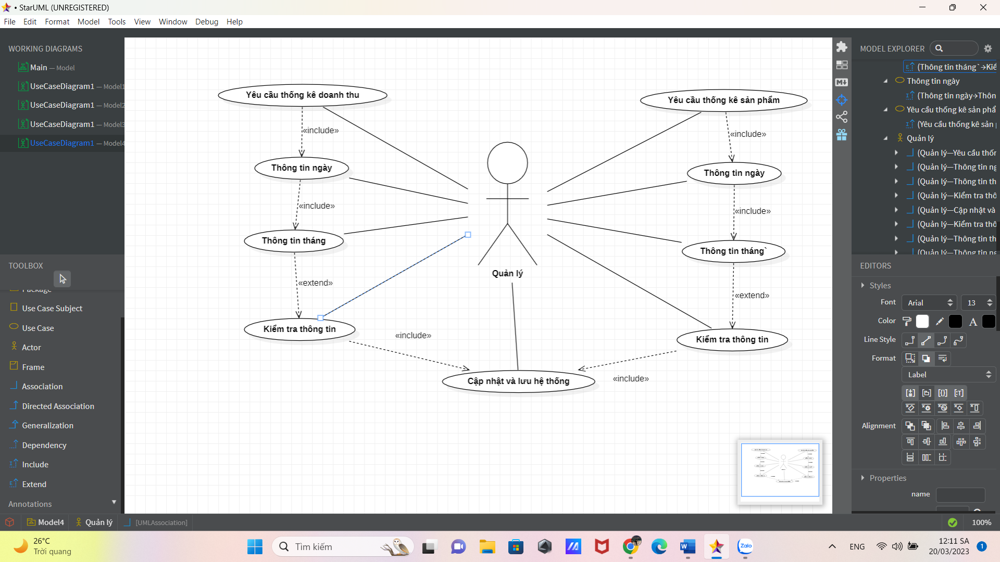 • StarUML (UNREGISTERED)
File Edit Format Model Tools View Window Debug Help
WORKING DIAGRAMS
Main — Model
UseCaseDiagram1 — Model1
UseCaseDiagram1 — Model2
UseCaseDiagram1 — Model3
UseCaseDiagram1 — Model4
TOOLBOX
Package
Use Case Subject
Use Case
Actor
Frame
Association
Directed Association
Generalization
Dependency
Include
Extend
Annotations
Yêu cầu thống kê doanh thu
«include»
Thông tin ngày
«include»
Thông tin tháng
«extend»
Kiểm tra thông tin
«include»
Quản lý
Cập nhật và lưu hệ thống
Yêu cầu thống kê sản phẩm
«include»
Thông tin ngày
«include»
Thông tin tháng`
«extend»
Kiểm tra thông tin
«include»
MODEL EXPLORER
(Thông tin tháng`→Kiể
Thông tin ngày
(Thông tin ngày→Thôn
Yêu cầu thống kê sản phẩ
(Yêu cầu thống kê sản
Quản lý
(Quản lý—Yêu cầu thốn
(Quản lý—Thông tin ng
(Quản lý—Thông tin th
(Quản lý—Kiểm tra thô
(Quản lý—Cập nhật và
(Quản lý—Kiểm tra thô
(Quản lý—Thông tin th
(Quản lý—Thông tin ng
EDITORS
Styles
Font Arial 13
Color A
Line Style
Format
Label
Alignment
Properties
name
Model4 Quản lý [UMLAssociation]
100%
26°C
Trời quang
Tìm kiếm
Zalo
ENG
12:11 SA
20/03/2023
1